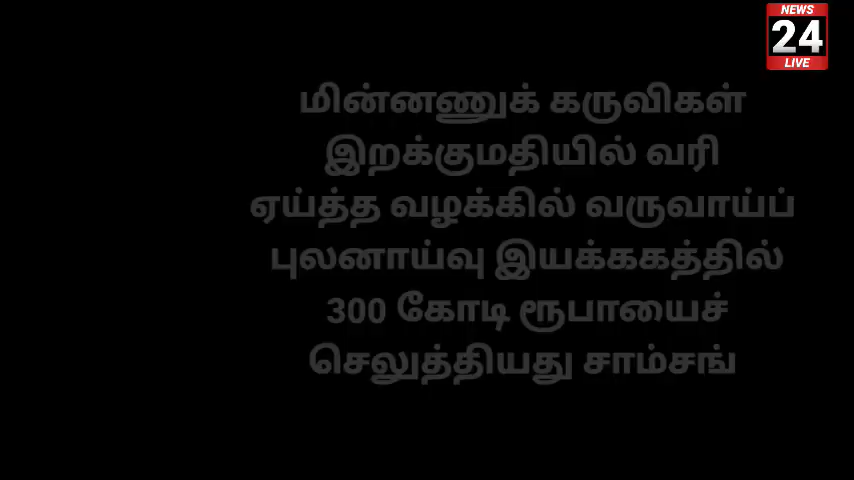 NEWS
24
LIVE
மின்னணுக் கருவிகள்
இறக்குமதியில் வரி
ஏய்த்த வழக்கில் வருவாய்ப்
புலனாய்வு இயக்ககத்தில்
300 கோடி ரூபாயைச்
செலுத்தியது சாம்சங்